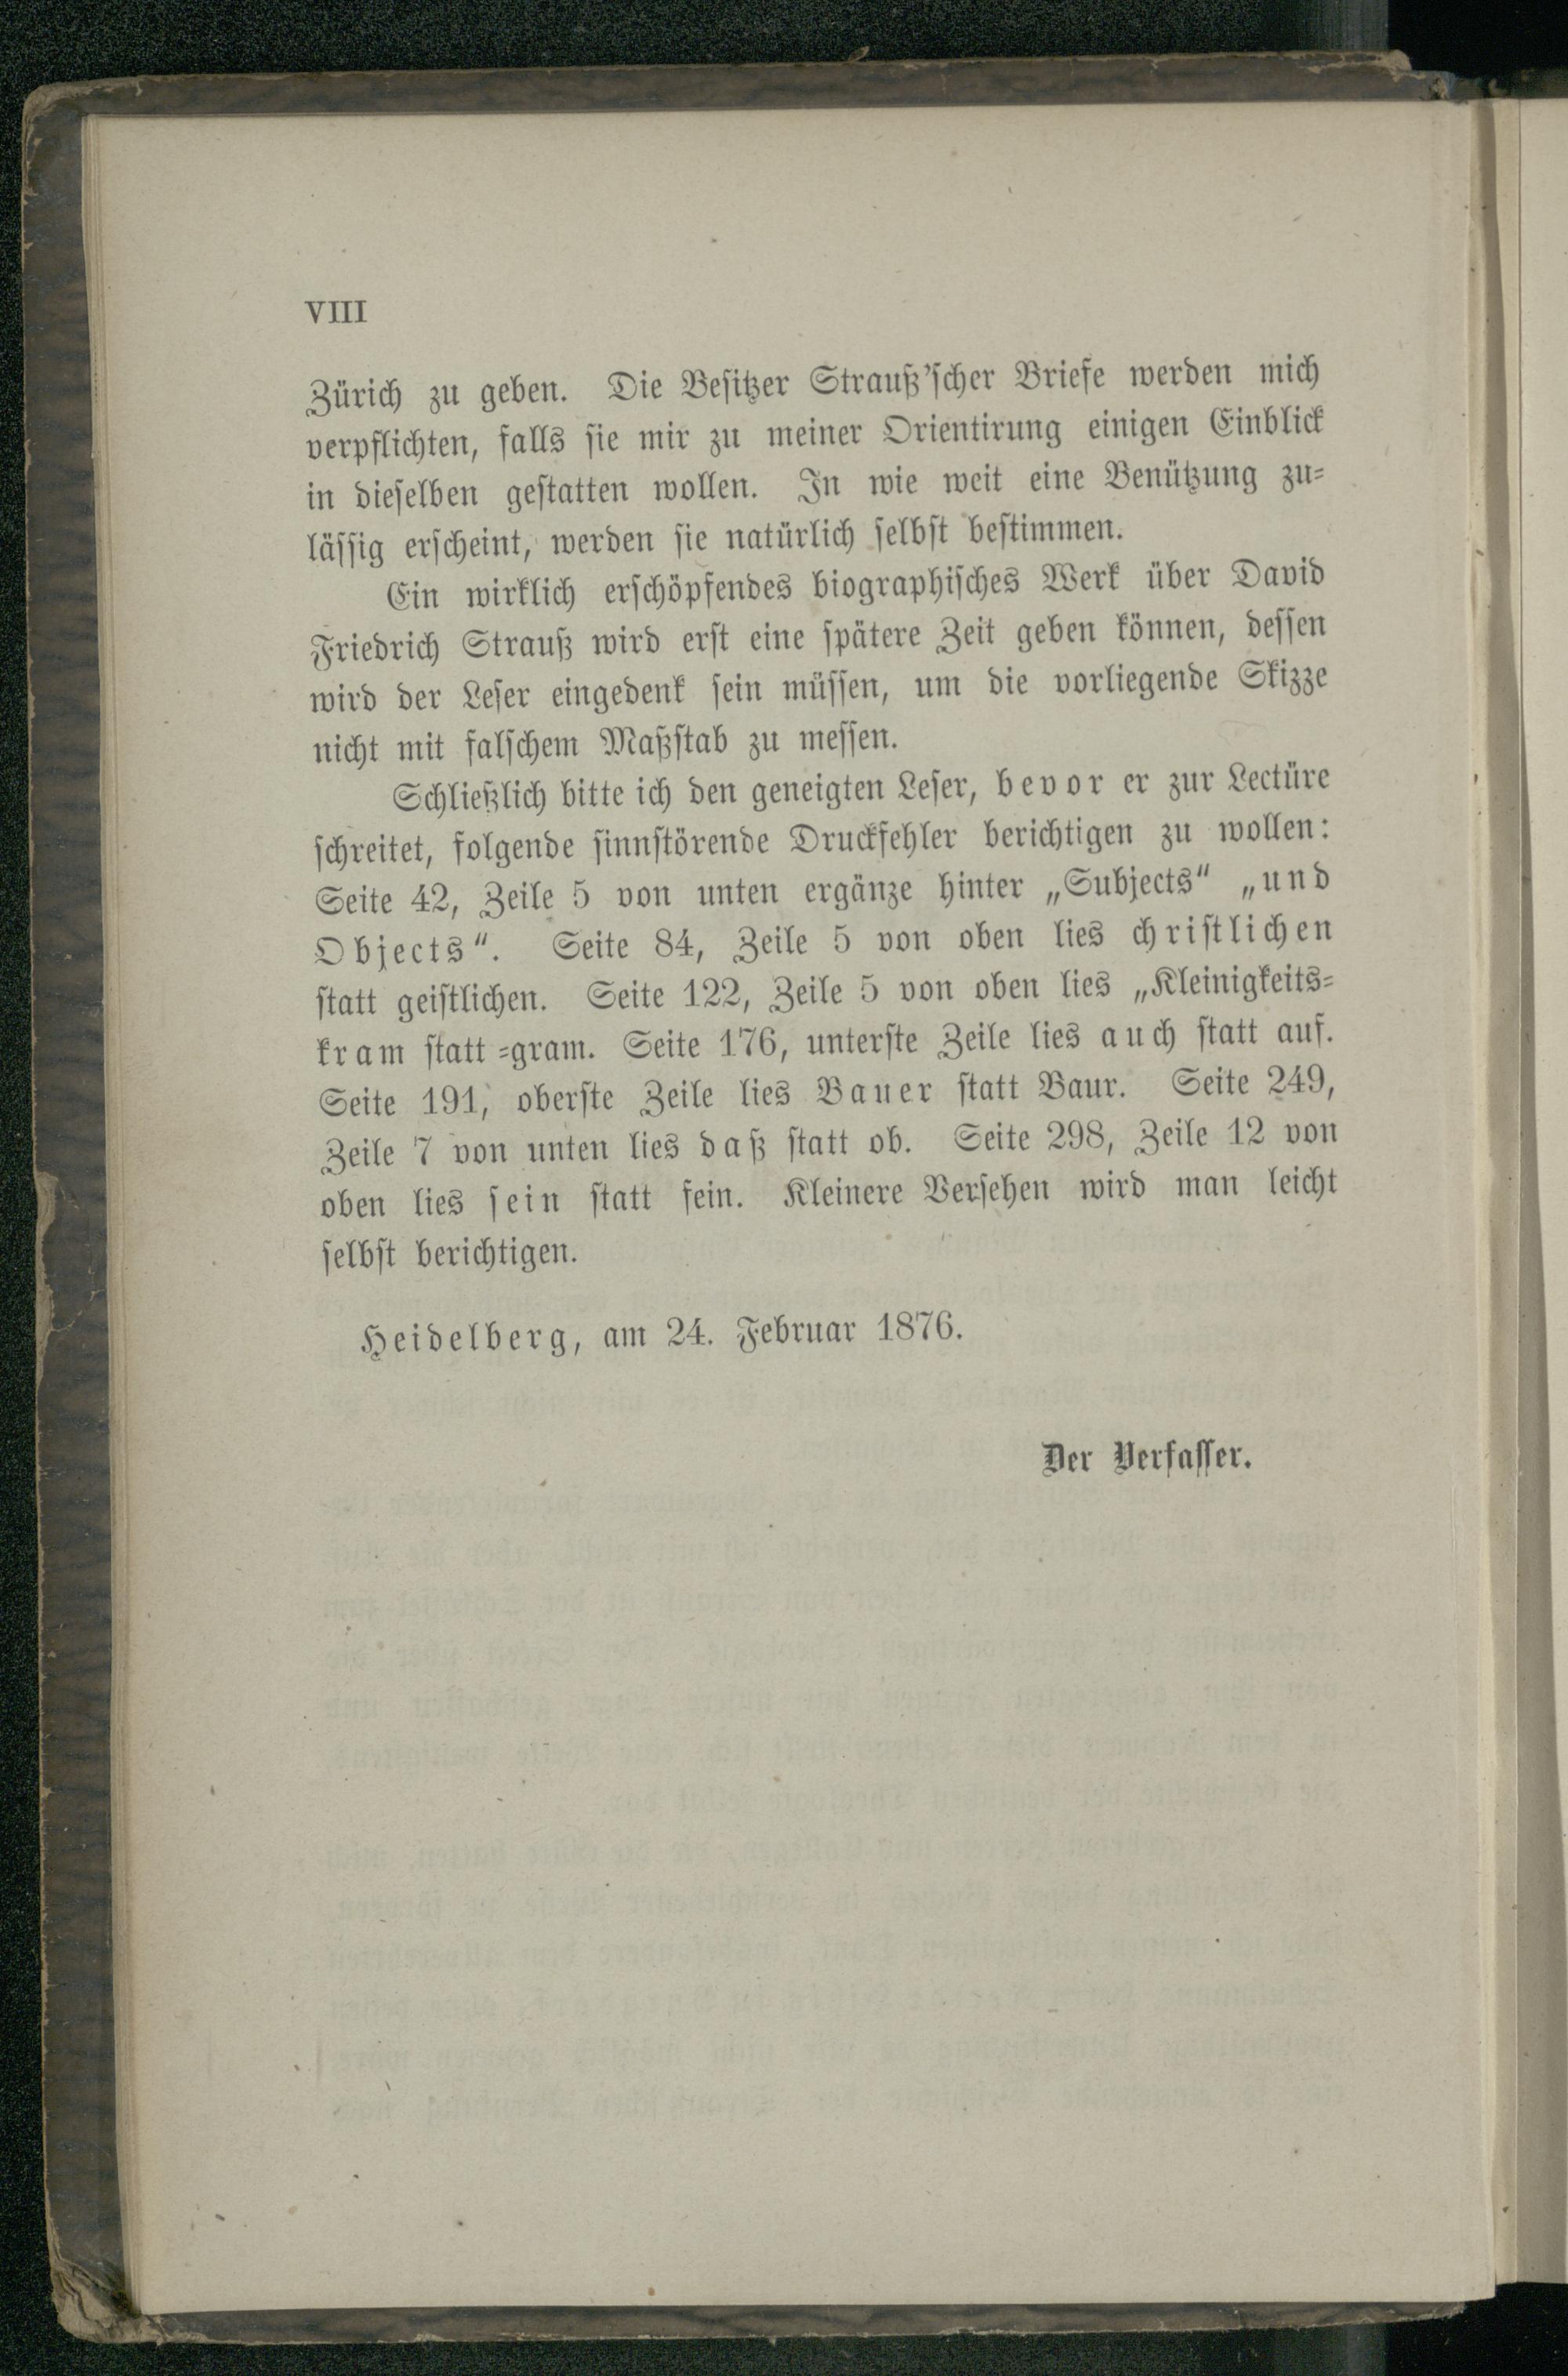 VIII
Zürich zu geben. Die Besitzer Strauß'scher Briefe werden mich
verpflichten, falls sie mir zu meiner Orientirung einigen Einblick
in dieselben gestatten wollen. In wie weit eine Benützung zu-
lässig erscheint, werden sie natürlich selbst bestimmen.
Ein wirklich erschöpfendes biographisches Werk über David
Friedrich Strauß wird erst eine spätere Zeit geben können, dessen
wird der Leser eingedenk sein müssen, um die vorliegende Skizze
nicht mit falschem Maßstab zu messen.
Schließlich bitte ich den geneigten Leser, bevor er zur Lectüre
schreitet, folgende sinnstörende Druckfehler berichtigen zu wollen:
Seite 42, Zeile 5 von unten ergänze hinter „Subjects“ „und
Objects“. Seite 84, Zeile 5 von oben lies christlichen
statt geistlichen. Seite 122, Zeile 5 von oben lies „Kleinigkeits-
kram statt -gram. Seite 176, unterste Zeile lies auch statt auf.
Seite 191, oberste Zeile lies Bauer statt Baur. Seite 249,
Zeile 7 von unten lies daß statt ob. Seite 298, Zeile 12 von
oben lies sein statt fein. Kleinere Versehen wird man leicht
selbst berichtigen.
Heidelberg, am 24. Februar 1876.
Der Verfasser.